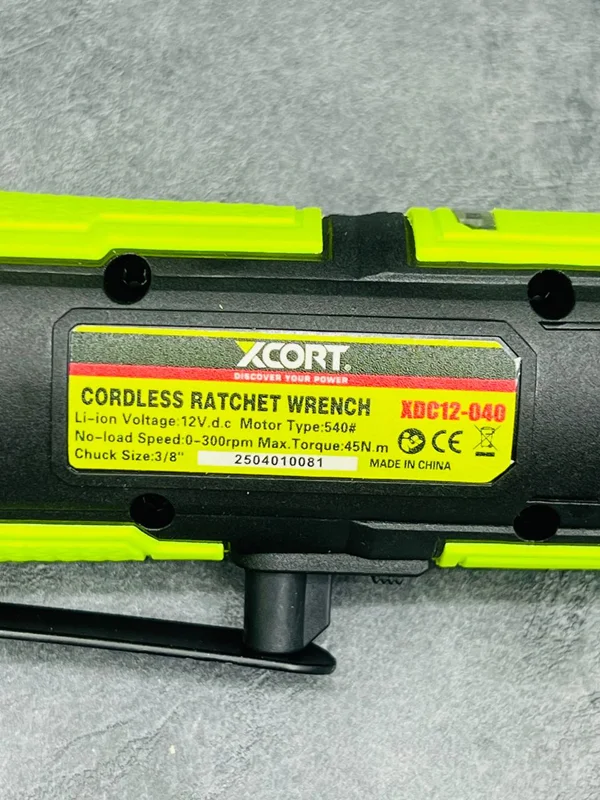 XCORT.
DISCOVER YOUR POWER
CORDLESS RATCHET WRENCH XDC12-040
Li-ion Voltage:12V.d.c Motor Type:540#
No-load Speed:0-300rpm Max.Torque:45N.m
Chuck Size:3/8" 2504010081
CE
MADE IN CHINA